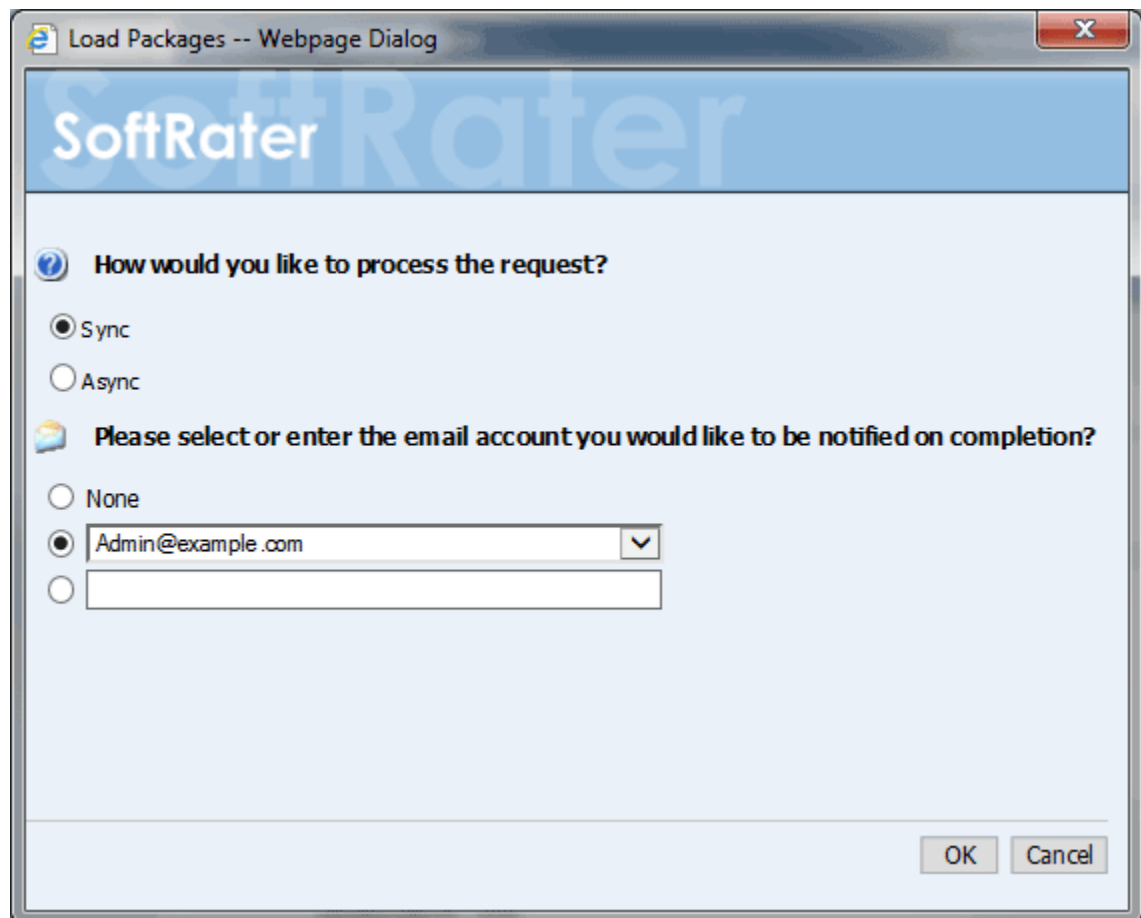 Load Packages -- Webpage Dialog
SoftRater
SoftRater
How would you like to process the request?
Sync
Async
Please select or enter the email account you would like to be notified on completion?
None
Admin@example.com
OK Cancel